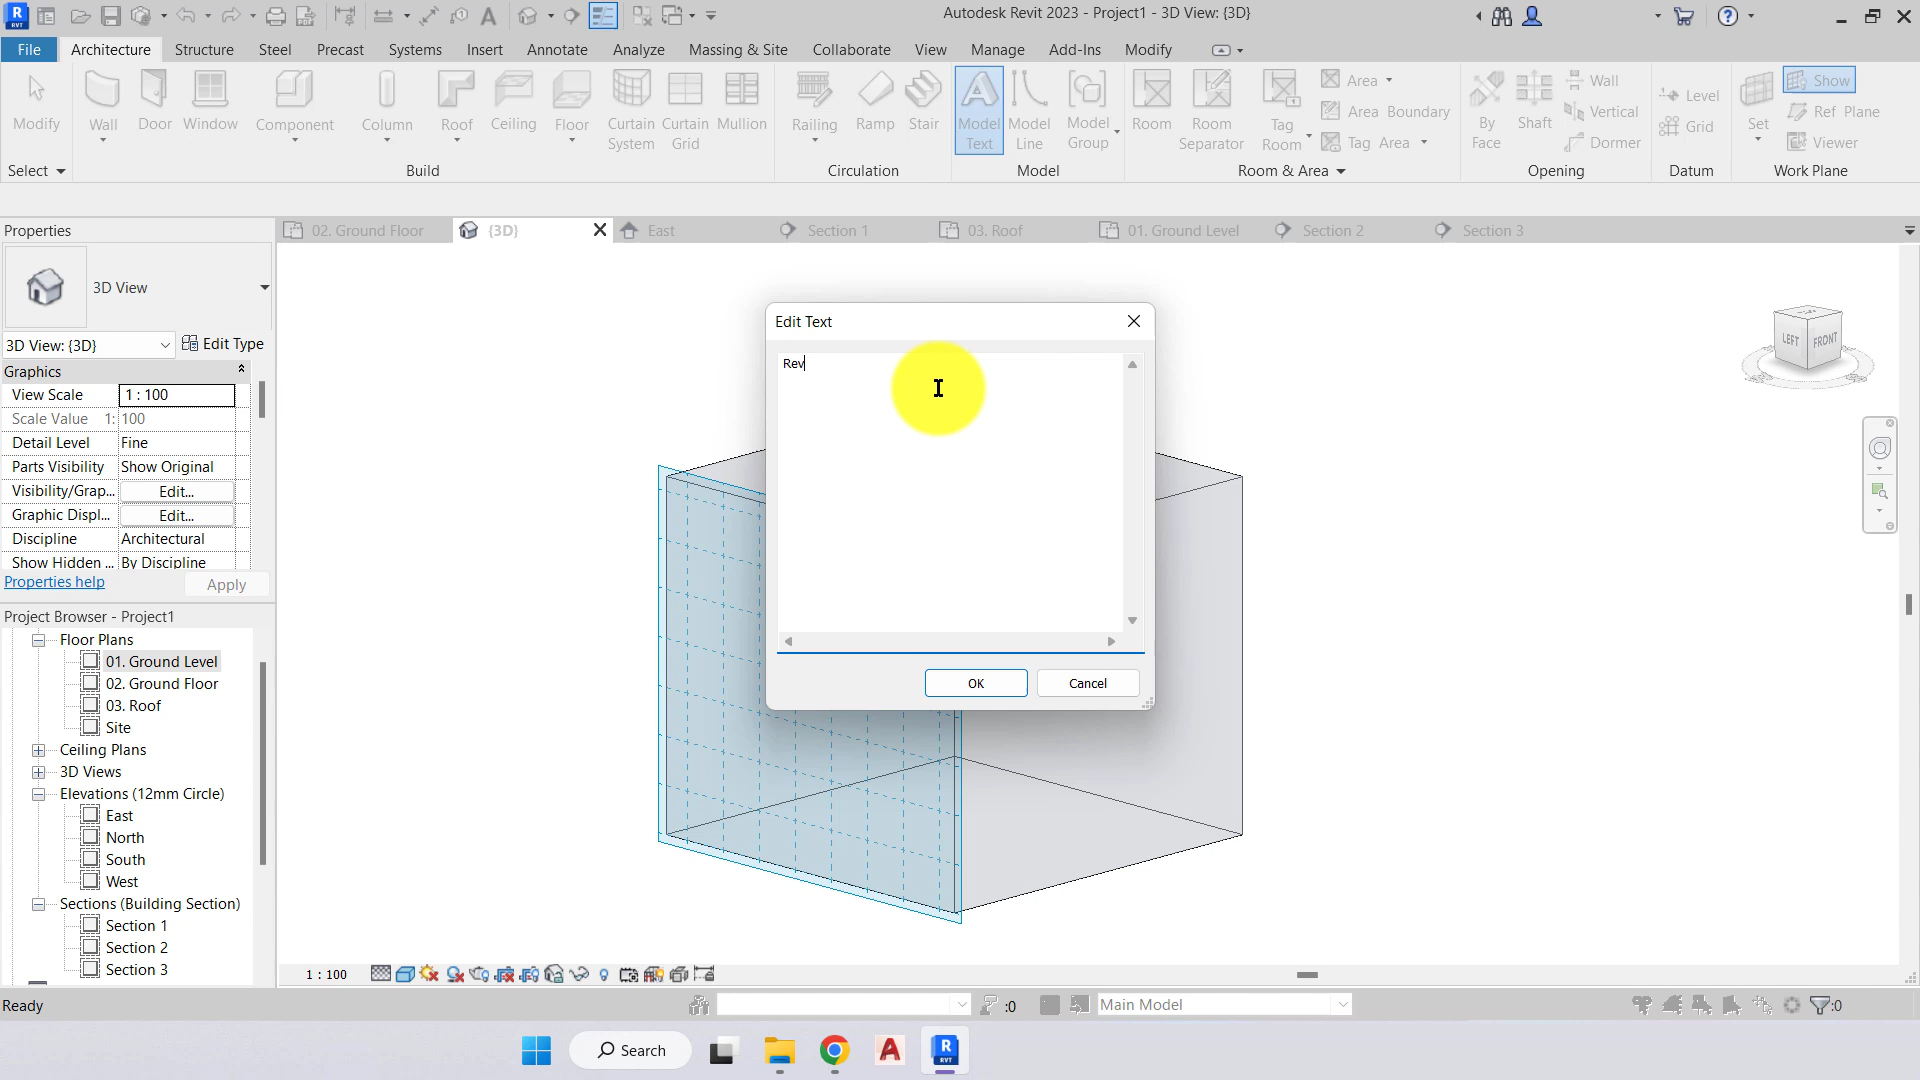 Autodesk Revit 2023 - Project1 - 3D View: {3D}
File Architecture Structure Steel Precast Systems Insert Annotate Analyze Massing & Site Collaborate View Manage Add-Ins Modify
Modify
Wall
Door
Window
Component
Column
Roof
Ceiling
Floor
Curtain System
Curtain Grid
Mullion
Railing
Ramp
Stair
Model Text
Model Line
Model Group
Room
Room Separator
Tag Room
Area
Area Boundary
Tag Area
By Face
Shaft
Wall
Vertical
Dormer
Level
Grid
Set
Show
Ref Plane
Viewer
Select Build Circulation Model Room & Area Opening Datum Work Plane
Properties
02. Ground Floor {3D} East Section 1 03. Roof 01. Ground Level Section 2 Section 3
3D View
3D View: {3D} Edit Type
Graphics
View Scale 1 : 100
Scale Value 1: 100
Detail Level Fine
Parts Visibility Show Original
Visibility/Grap... Edit...
Graphic Displ... Edit...
Discipline Architectural
Show Hidden ... By Discipline
Properties help Apply
Project Browser - Project1
Floor Plans
01. Ground Level
02. Ground Floor
03. Roof
Site
Ceiling Plans
3D Views
Elevations (12mm Circle)
East
North
South
West
Sections (Building Section)
Section 1
Section 2
Section 3
Edit Text
Rev
OK Cancel
LEFT FRONT
1 : 100
Ready
:0
Main Model
:0
Search
R
RVT